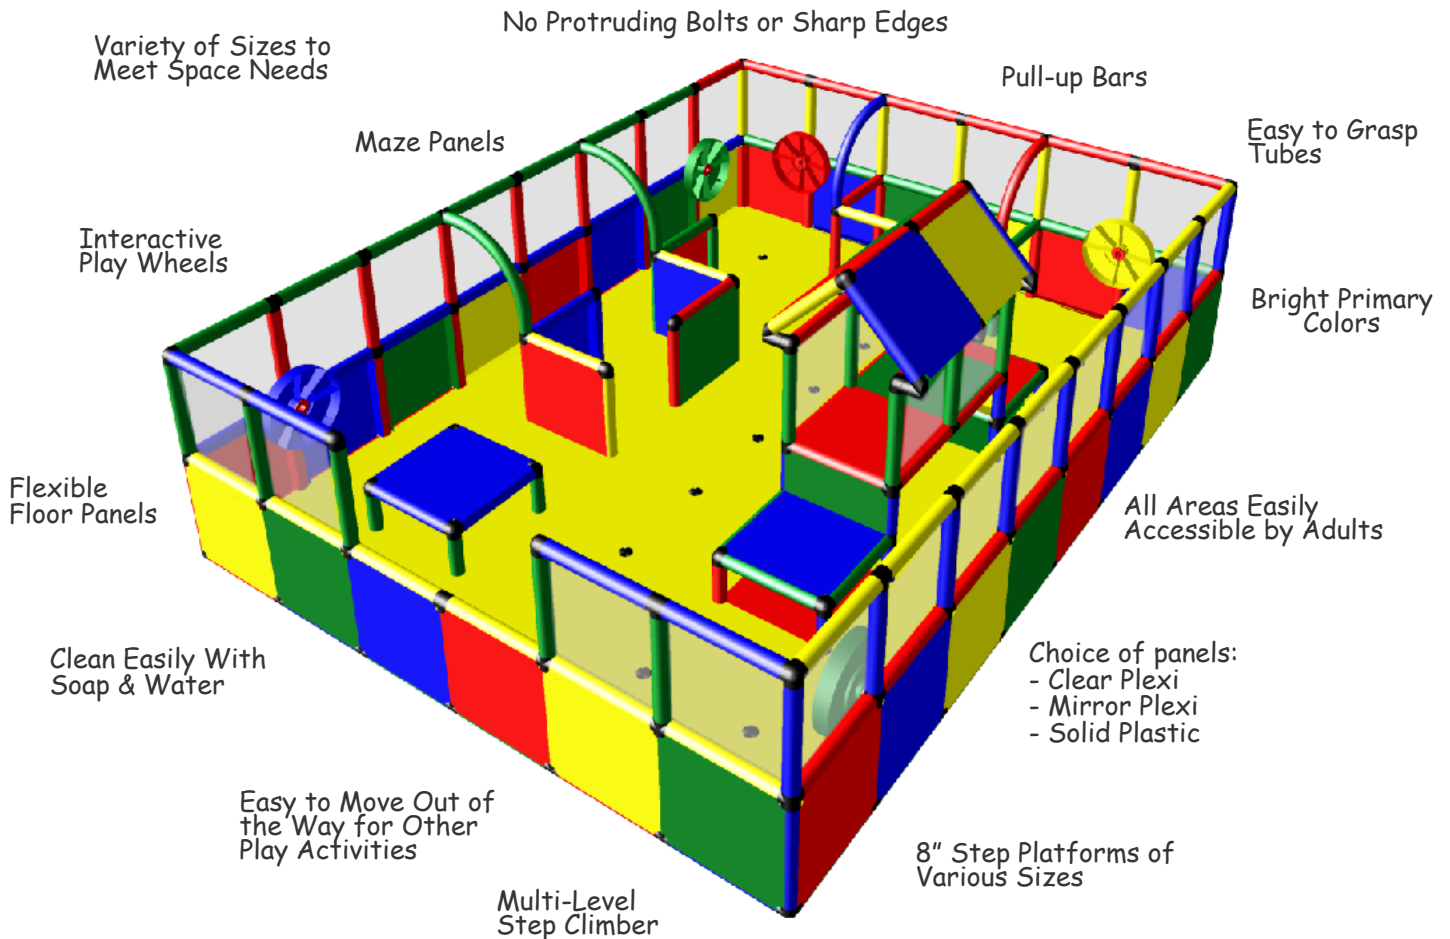 No Protruding Bolts or Sharp Edges
Variety of Sizes to
Meet Space Needs
Pull-up Bars
Maze Panels
Easy to Grasp
Tubes
Interactive
Play Wheels
Bright Primary
Colors
Flexible
Floor Panels
All Areas Easily
Accessible by Adults
Clean Easily With
Soap & Water
Choice of panels:
- Clear Plexi
- Mirror Plexi
- Solid Plastic
Easy to Move Out of
the Way for Other
Play Activities
8” Step Platforms of
Various Sizes
Multi-Level
Step Climber